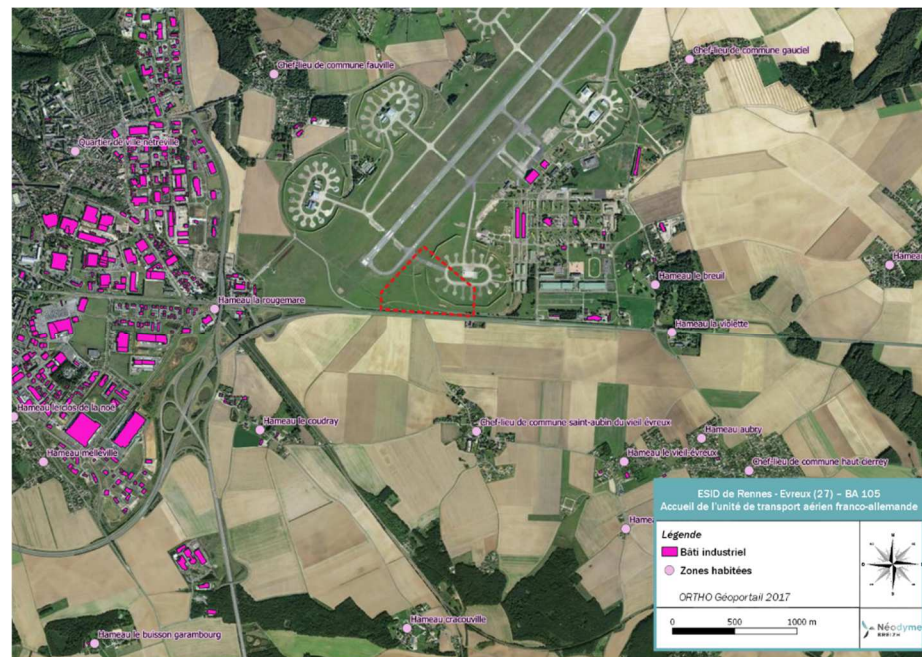 Chef-lieu de commune gauciel
Chef-lieu de commune fauville
Quartier de ville netreville
Hameau
Hameau le breuil
Hameau la rougemare
Hameau la violette
Hameau le clos de la noë
Hameau le coudray
Chef-lieu de commune saint-aubin du vieil évreux
Hameau aubry
Hameau melleville
Hameau le vieil-évreux
Chef-lieu de commune haut-cierrey
Hame
Hameau cracouville
Hameau le buisson garambourg
ESID de Rennes - Evreux (27) – BA 105
Accueil de l'unité de transport aérien franco-allemande
Légende
Bâti industriel
Zones habitées
ORTHO Géoportail 2017
0 500 1000 m
N
O E
S
Néodyme
BREIZH